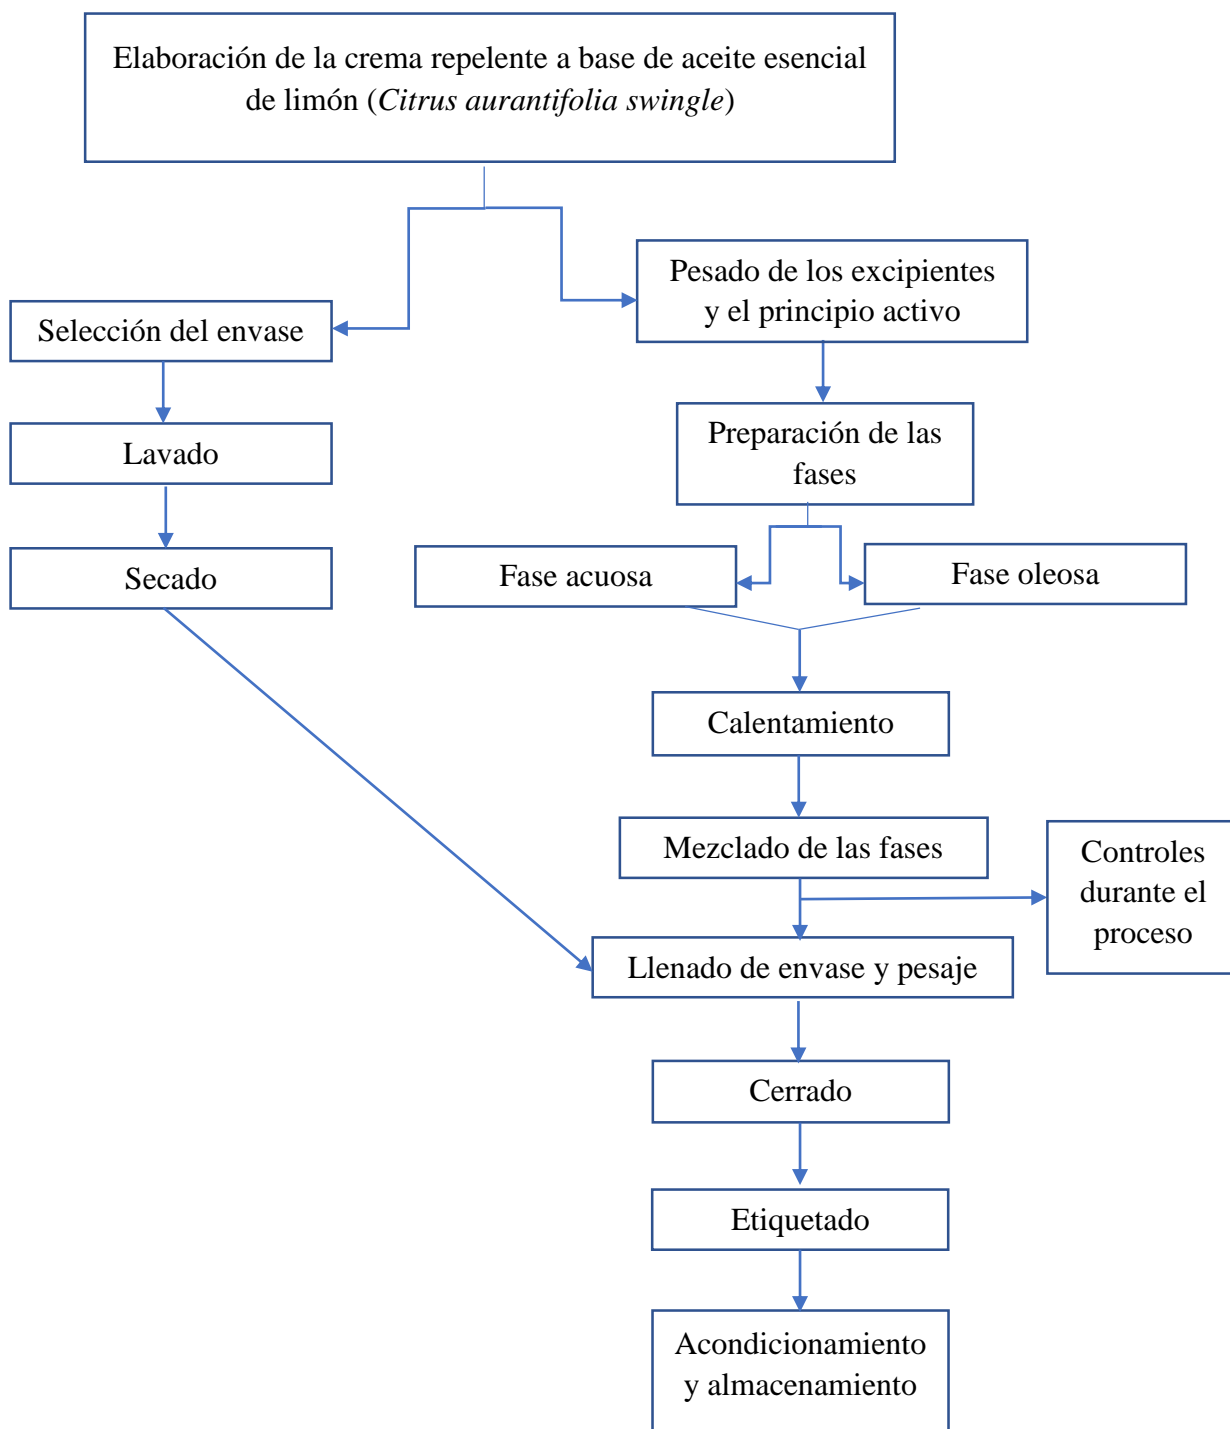 Elaboración de la crema repelente a base de aceite esencial
de limón (Citrus aurantifolia swingle)
Pesado de los excipientes
y el principio activo
Selección del envase
Lavado
Preparación de las
fases
Secado
Fase acuosa
Fase oleosa
Calentamiento
Mezclado de las fases
Controles
durante el
proceso
Llenado de envase y pesaje
Cerrado
Etiquetado
Acondicionamiento
y almacenamiento